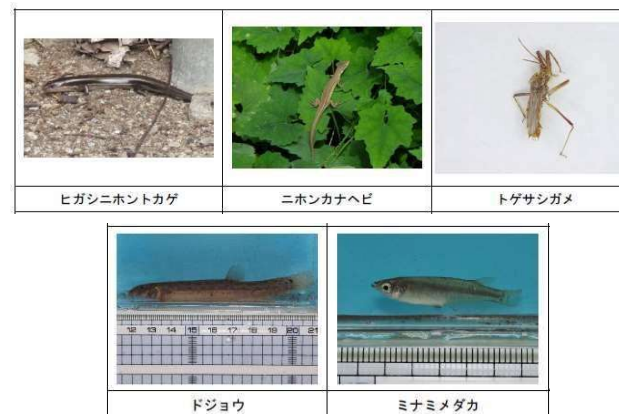 ヒガシニホントカゲ
ニホンカナヘビ
トゲサシガメ
12 13 14 15 16 17 18 19 20 21
ドジョウ
ミナミメダカ